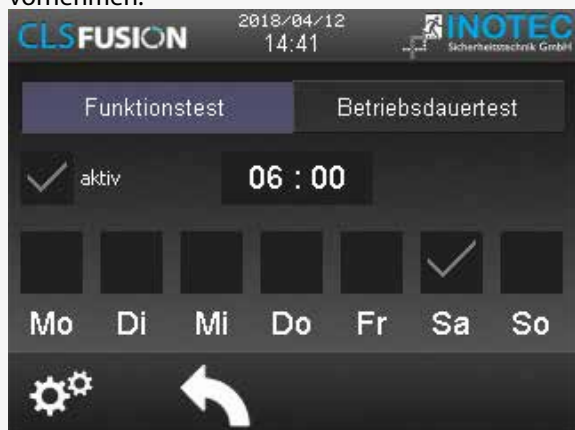 vornehmen.
CLSFUSION
2018/04/12
14:41
INOTEC
Sicherheitstechnik GmbH
Funktionstest
Betriebsdauertest
aktiv
06 : 00
Mo Di Mi Do Fr Sa So